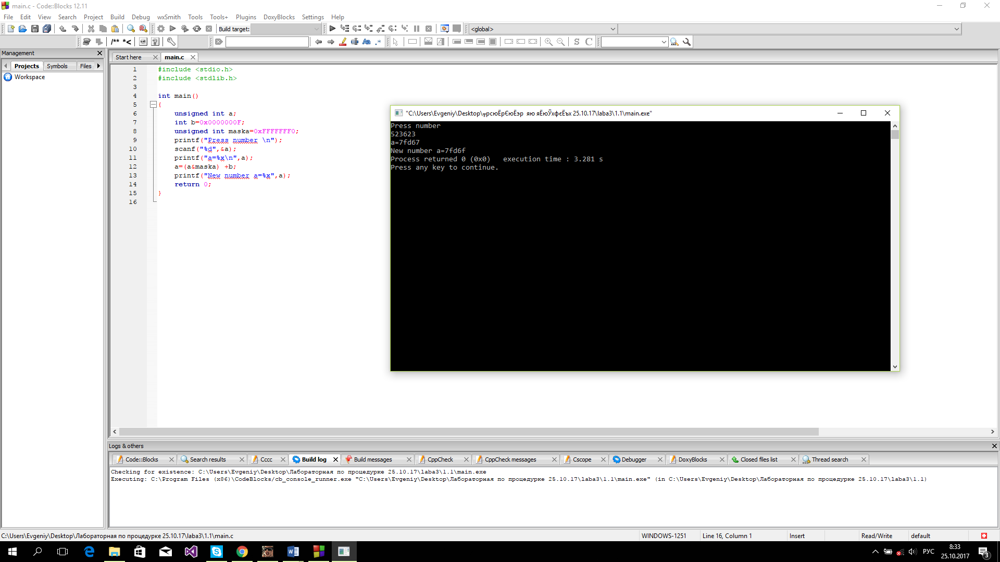 main.c - Code::Blocks 12.11
File Edit View Search Project Build Debug wxSmith Tools Tools+ Plugins DoxyBlocks Settings Help
Build target:
<global>
/** *<
Aa .*
S C
Management
Projects Symbols Files
Workspace
Start here main.c
1 #include <stdio.h>
2 #include <stdlib.h>
3
4 int main()
5 {
6 unsigned int a;
7 int b=0x0000000F;
8 unsigned int maska=0xFFFFFFF0;
9 printf("Press number \n");
10 scanf("%d",&a);
11 printf("a=%x\n",a);
12 a=(a&maska) +b;
13 printf("New number a=%x",a);
14 return 0;
15 }
16
"C:\Users\Evgeniy\Desktop\╤рсюЁрЄюЁэр  яю яЁюЎхфєЁъх 25.10.17\laba3\1.1\main.exe"
Press number
523623
a=7fd67
New number a=7fd6f
Process returned 0 (0x0)   execution time : 3.281 s
Press any key to continue.
Logs & others
Code::Blocks Search results Cccc Build log Build messages CppCheck CppCheck messages Cscope Debugger DoxyBlocks Closed files list Thread search
Checking for existence: C:\Users\Evgeniy\Desktop\Лабораторная по процедурке 25.10.17\laba3\1.1\main.exe
Executing: C:\Program Files (x86)\CodeBlocks/cb_console_runner.exe "C:\Users\Evgeniy\Desktop\Лабораторная по процедурке 25.10.17\laba3\1.1\main.exe" (in C:\Users\Evgeniy\Desktop\Лабораторная по процедурке 25.10.17\laba3\1.1)
C:\Users\Evgeniy\Desktop\Лабораторная по процедурке 25.10.17\laba3\1.1\main.c WINDOWS-1251 Line 16, Column 1 Insert Read/Write default
РУС 8:33
25.10.2017 3